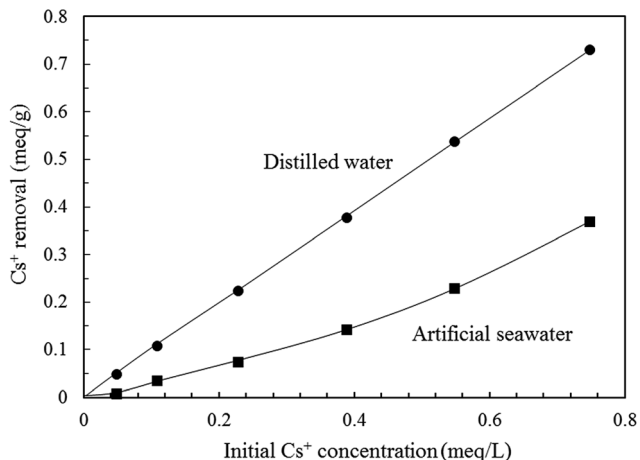 0.8
0.7
0.6
0.5
0.4
0.3
0.2
0.1
0
Cs⁺ removal (meq/g)
Distilled water
Artificial seawater
0 0.2 0.4 0.6 0.8
Initial Cs⁺ concentration (meq/L)